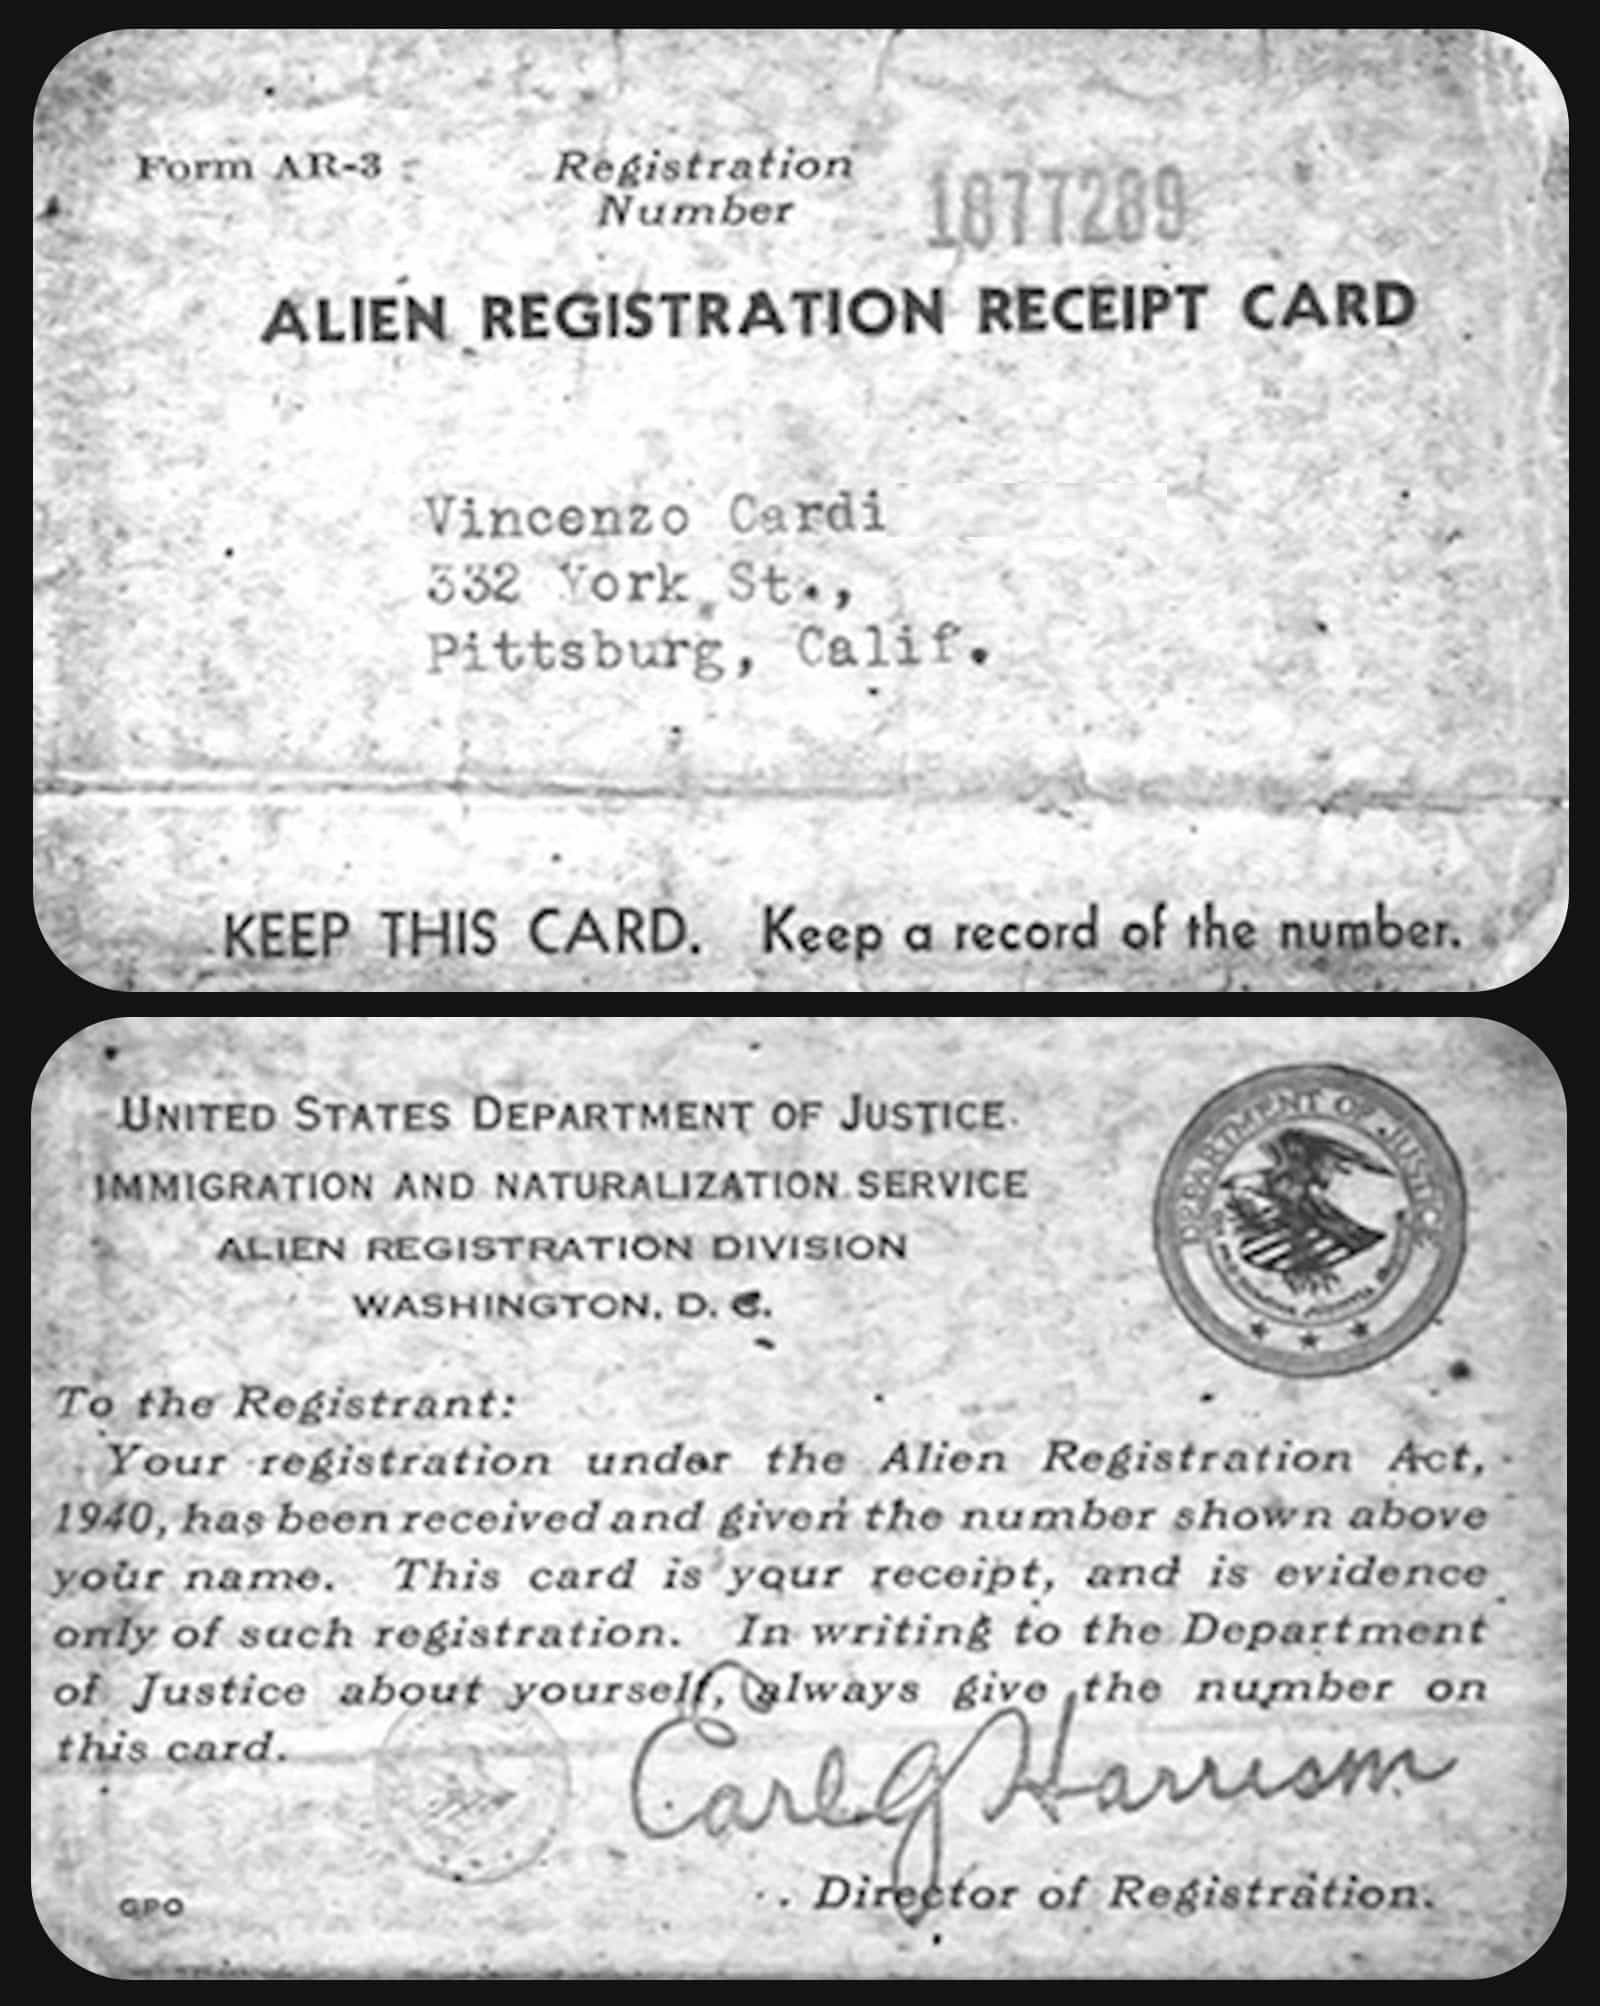 Form AR-3
Registration
Number
1877289
ALIEN REGISTRATION RECEIPT CARD
Vincenzo Cardi
332 York St.,
Pittsburg, Calif.
KEEP THIS CARD. Keep a record of the number.
UNITED STATES DEPARTMENT OF JUSTICE
IMMIGRATION AND NATURALIZATION SERVICE
ALIEN REGISTRATION DIVISION
WASHINGTON, D. C.
DEPARTMENT OF JUSTICE
To the Registrant:
Your registration under the Alien Registration Act,
1940, has been received and given the number shown above
your name. This card is your receipt, and is evidence
only of such registration. In writing to the Department
of Justice about yourself, always give the number on
this card.
Earl G Harrison
Director of Registration.
GPO